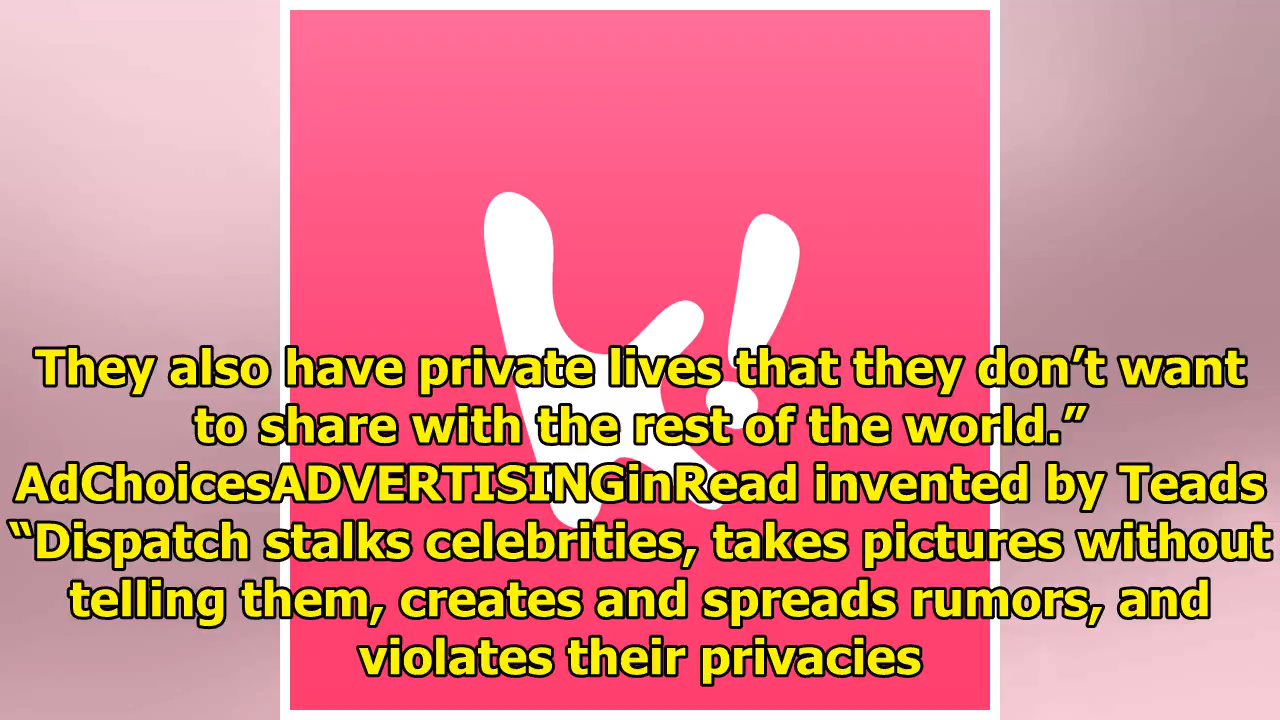 They also have private lives that they don’t want
to share with the rest of the world.”
AdChoicesADVERTISINGinRead invented by Teads
“Dispatch stalks celebrities, takes pictures without
telling them, creates and spreads rumors, and
violates their privacies